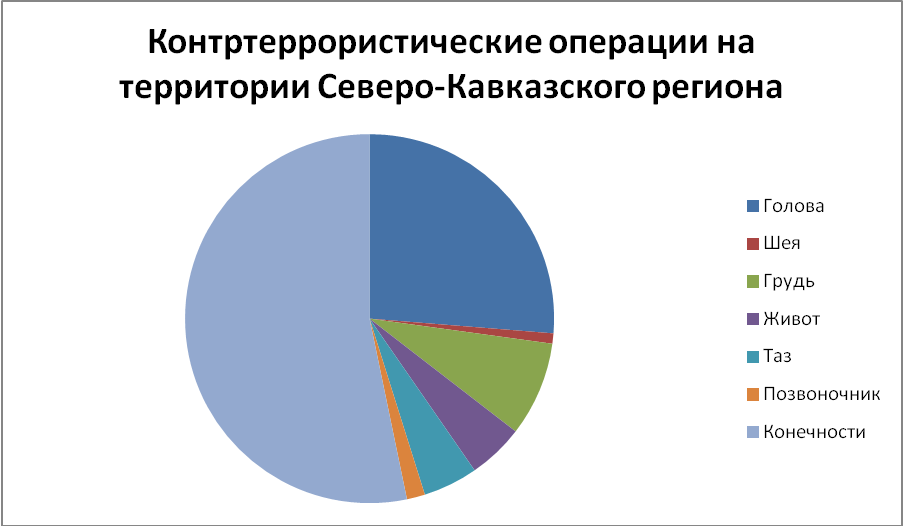 Контртеррористические операции на
территории Северо-Кавказского региона
Голова
Шея
Грудь
Живот
Таз
Позвоночник
Конечности